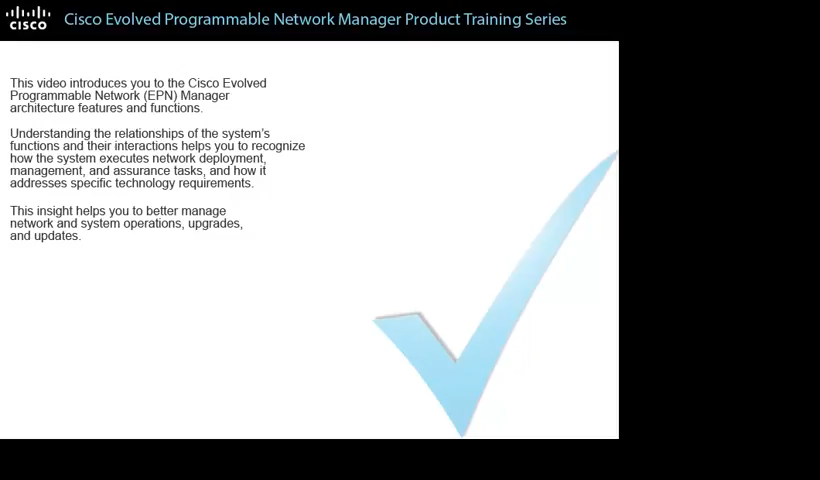 CISCO
Cisco Evolved Programmable Network Manager Product Training Series
This video introduces you to the Cisco Evolved
Programmable Network (EPN) Manager
architecture features and functions.
Understanding the relationships of the system's
functions and their interactions helps you to recognize
how the system executes network deployment,
management, and assurance tasks, and how it
addresses specific technology requirements.
This insight helps you to better manage
network and system operations, upgrades,
and updates.